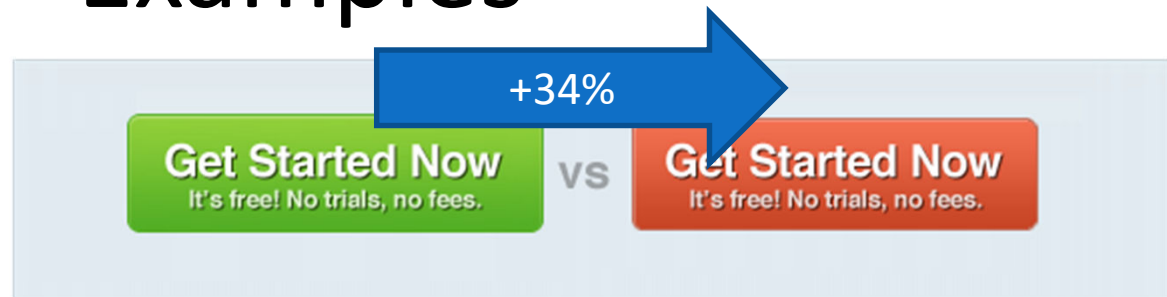 Examples
+34%
Get Started Now
It's free! No trials, no fees.
vs
Get Started Now
It's free! No trials, no fees.